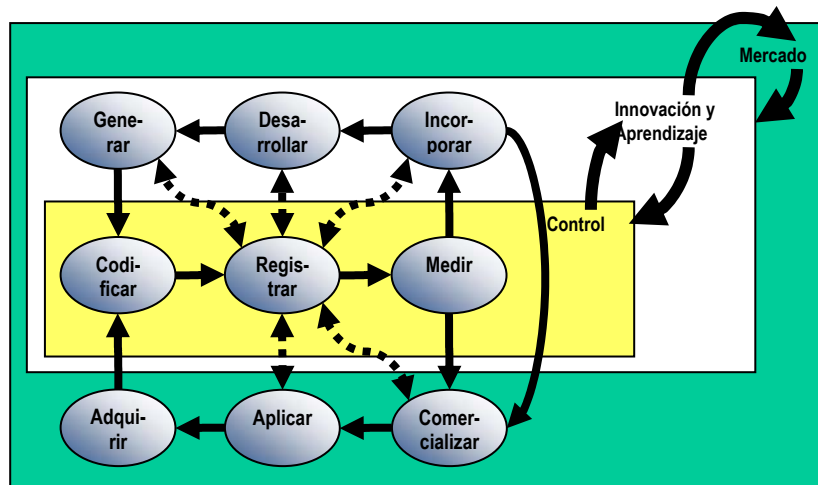 Mercado
Innovación y
Aprendizaje
Gene-
rar
Desa-
rrollar
Incor-
porar
Control
Codi-
ficar
Regis-
trar
Medir
Adqui-
rir
Aplicar
Comer-
cializar